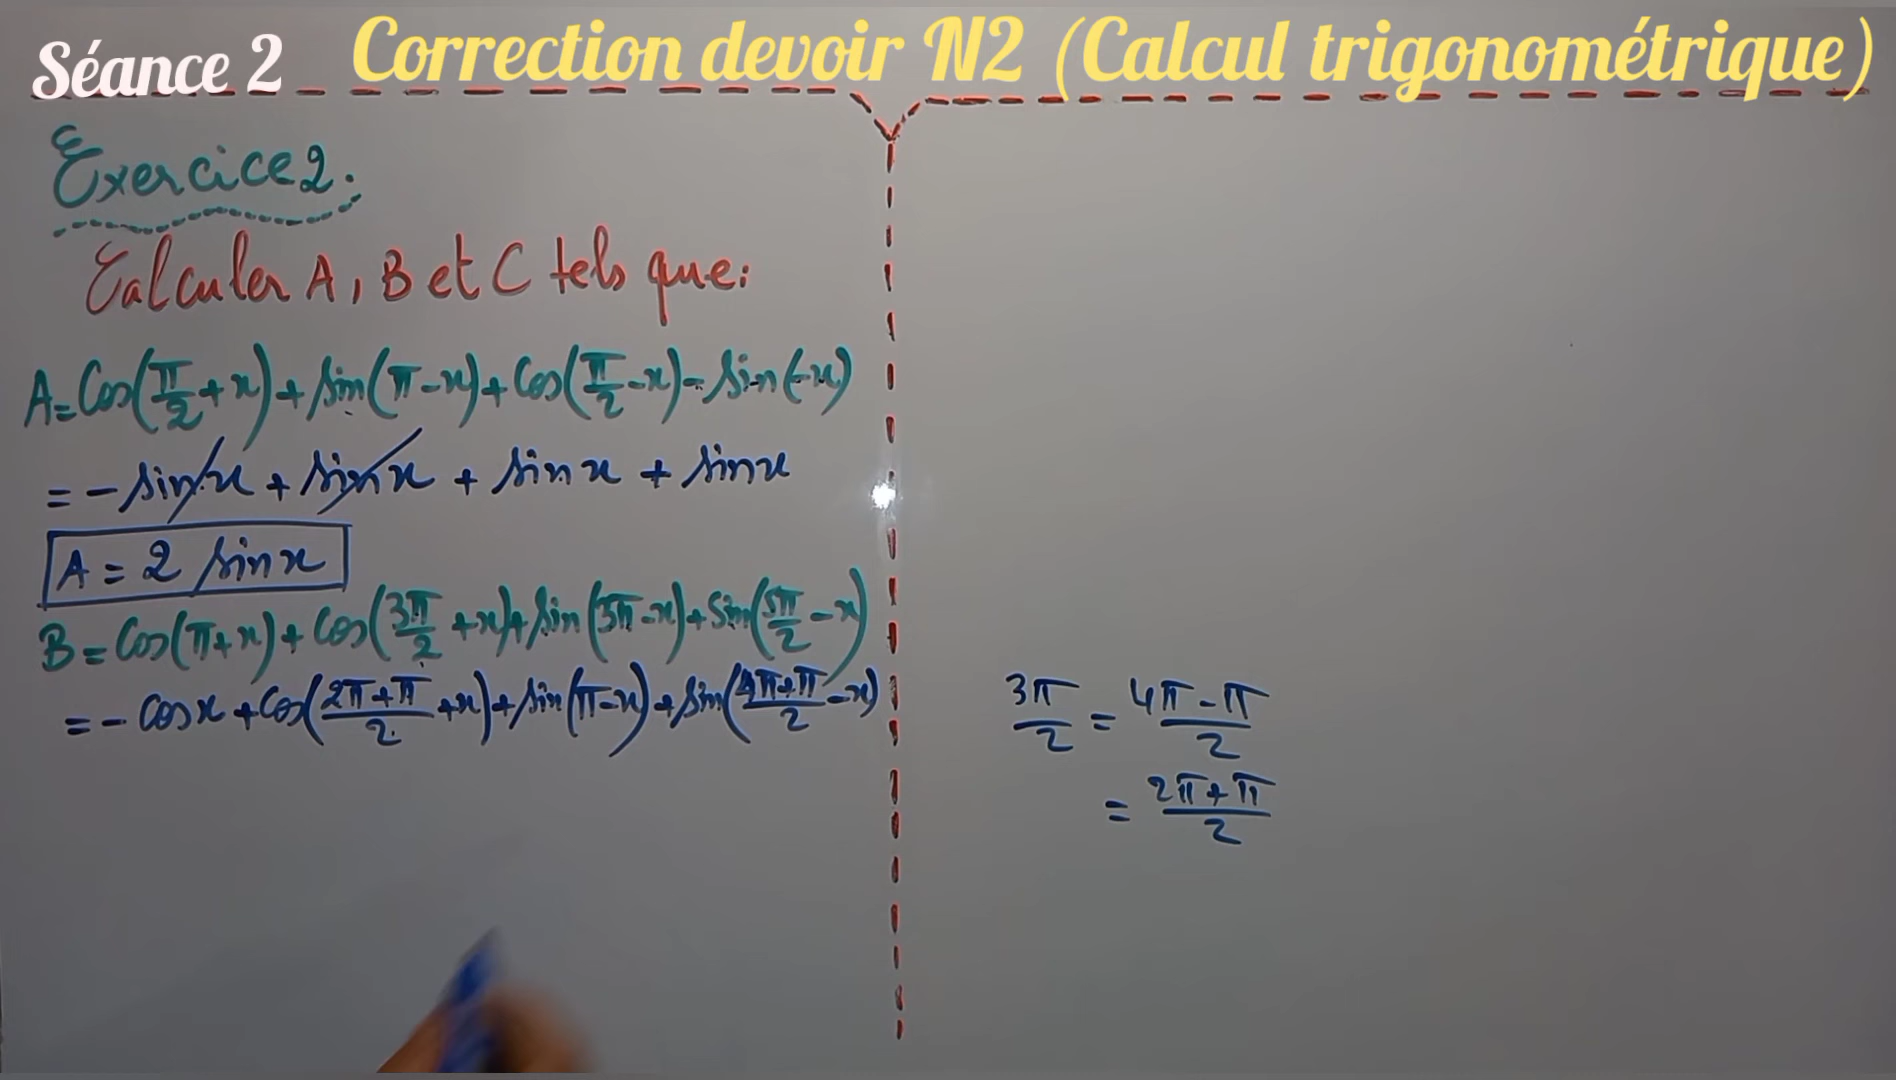 Séance 2 Correction devoir N2 (Calcul trigonométrique)
Exercice 2.
Calculer A, B et C tels que:
A = Cos(π/2 + x) + sin(π - x) + Cos(π/2 - x) - sin(-x)
= - sin x + sin x + sin x + sin x
A = 2 sin x
B = Cos(π + x) + Cos(3π/2 + x) + sin(3π - x) + sin(5π/2 - x)
= - cos x + Cos((2π + π)/2 + x) + sin(π - x) + sin((4π + π)/2 - x)
3π/2 = (4π - π)/2
= (2π + π)/2